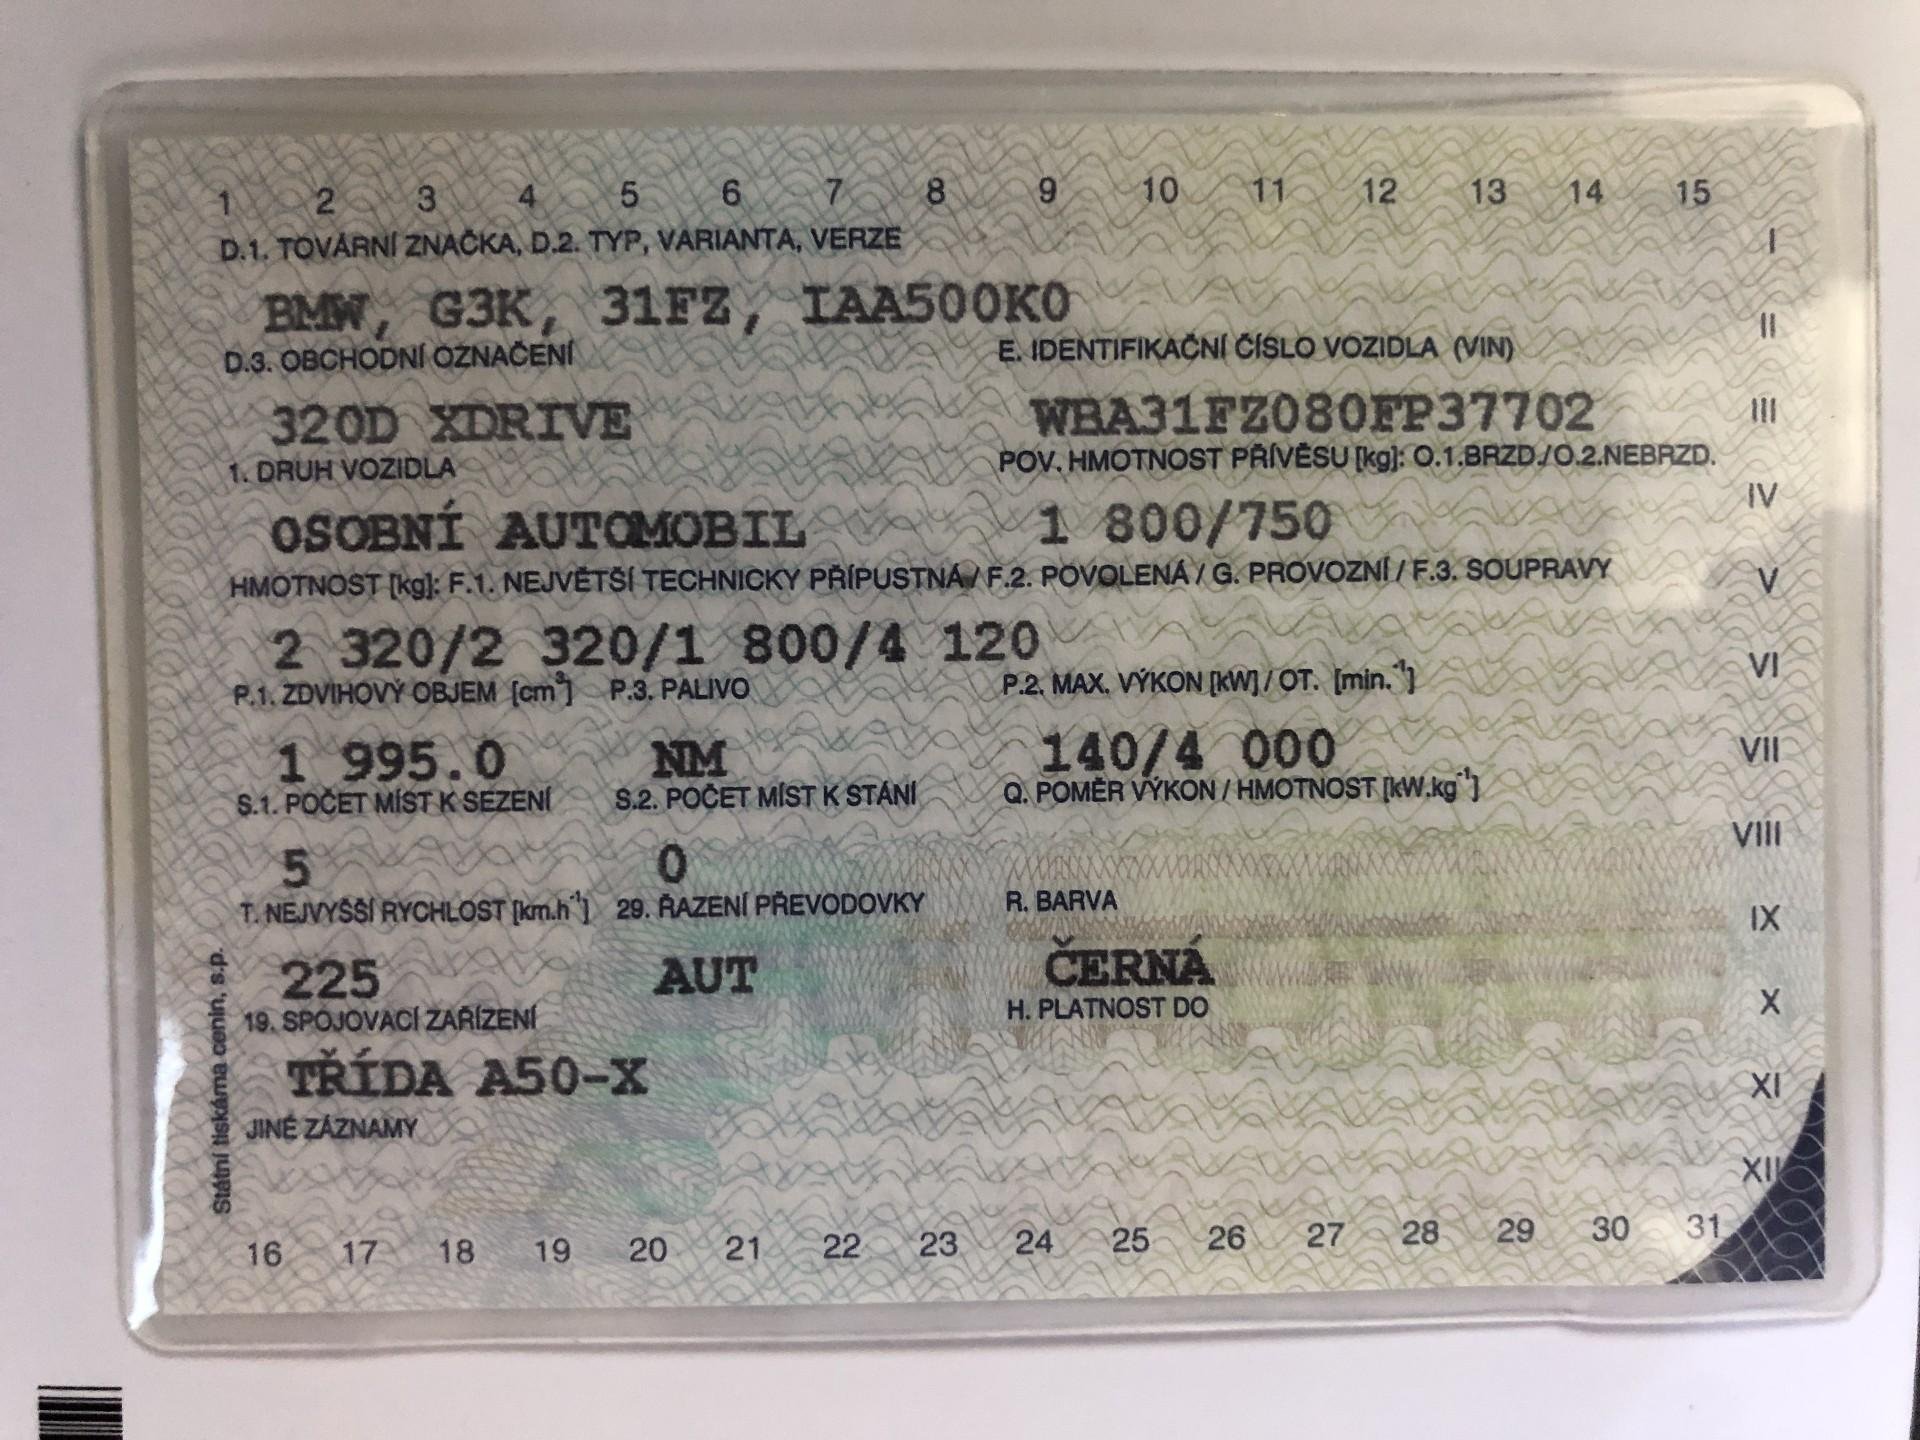 1 2 3 4 5 6 7 8 9 10 11 12 13 14 15
D.1. TOVÁRNÍ ZNAČKA, D.2. TYP, VARIANTA, VERZE I
BMW, G3K, 31FZ, IAA500K0 II
D.3. OBCHODNÍ OZNAČENÍ E. IDENTIFIKAČNÍ ČÍSLO VOZIDLA (VIN)
320D XDRIVE WBA31FZ080FP37702 III
1. DRUH VOZIDLA POV. HMOTNOST PŘÍVĚSU [kg]: O.1.BRZD./O.2.NEBRZD.
OSOBNÍ AUTOMOBIL 1 800/750 IV
HMOTNOST [kg]: F.1. NEJVĚTŠÍ TECHNICKY PŘÍPUSTNÁ / F.2. POVOLENÁ / G. PROVOZNÍ / F.3. SOUPRAVY V
2 320/2 320/1 800/4 120
P.1. ZDVIHOVÝ OBJEM [cm³] P.3. PALIVO P.2. MAX. VÝKON [kW] / OT. [min.⁻¹] VI
1 995.0 NM 140/4 000 VII
S.1. POČET MÍST K SEZENÍ S.2. POČET MÍST K STÁNÍ Q. POMĚR VÝKON / HMOTNOST [kW.kg⁻¹]
5 0 VIII
T. NEJVYŠŠÍ RYCHLOST [km.h⁻¹] 29. ŘAZENÍ PŘEVODOVKY R. BARVA IX
225 AUT ČERNÁ
19. SPOJOVACÍ ZAŘÍZENÍ H. PLATNOST DO X
TŘÍDA A50-X XI
JINÉ ZÁZNAMY
XII
16 17 18 19 20 21 22 23 24 25 26 27 28 29 30 31
Státní tiskárna cenin, s.p.